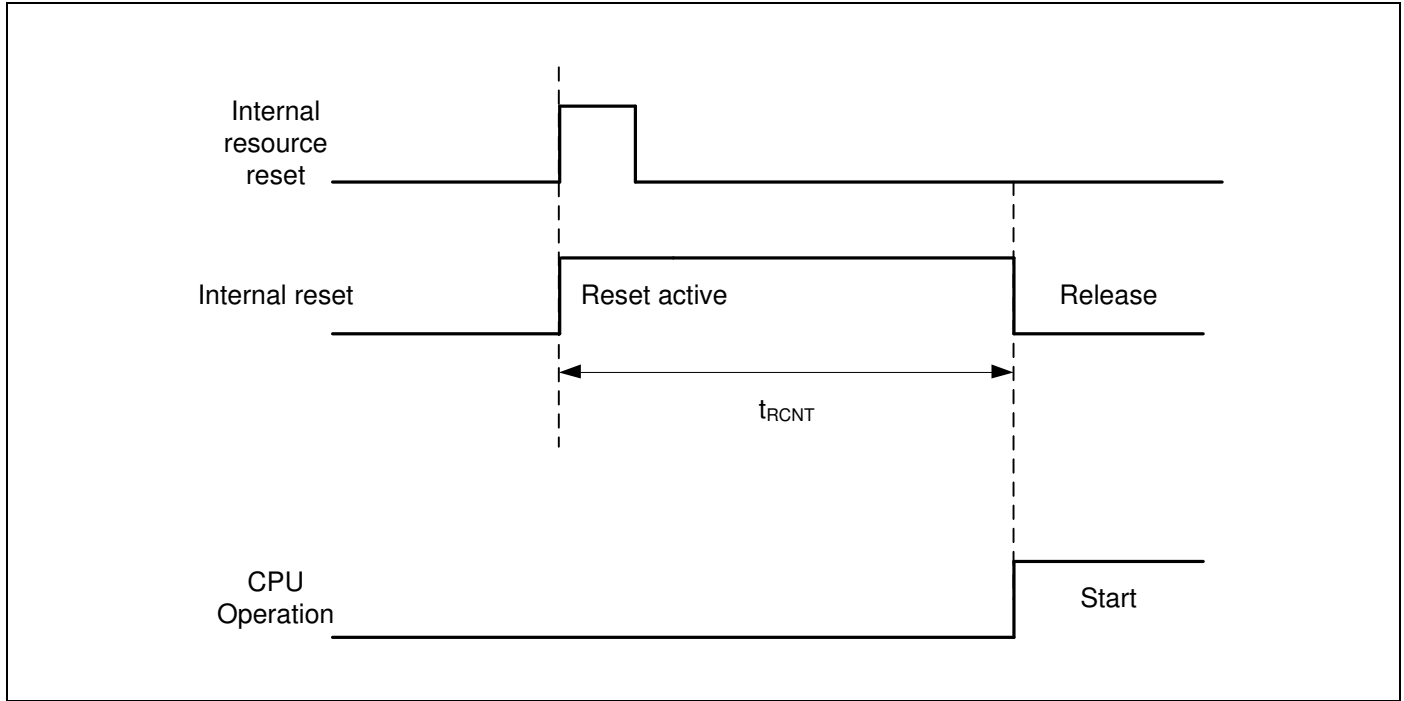 Internal
resource
reset
Internal reset
Reset active
Release
tRCNT
CPU
Operation
Start